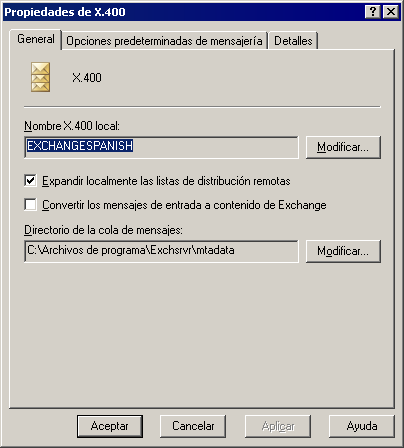 Propiedades de X.400
General
Opciones predeterminadas de mensajería
Detalles
X.400
Nombre X.400 local:
EXCHANGESPANISH
Modificar...
Expandir localmente las listas de distribución remotas
Convertir los mensajes de entrada a contenido de Exchange
Directorio de la cola de mensajes:
C:\Archivos de programa\Exchsrvr\mtadata
Modificar...
Aceptar
Cancelar
Aplicar
Ayuda